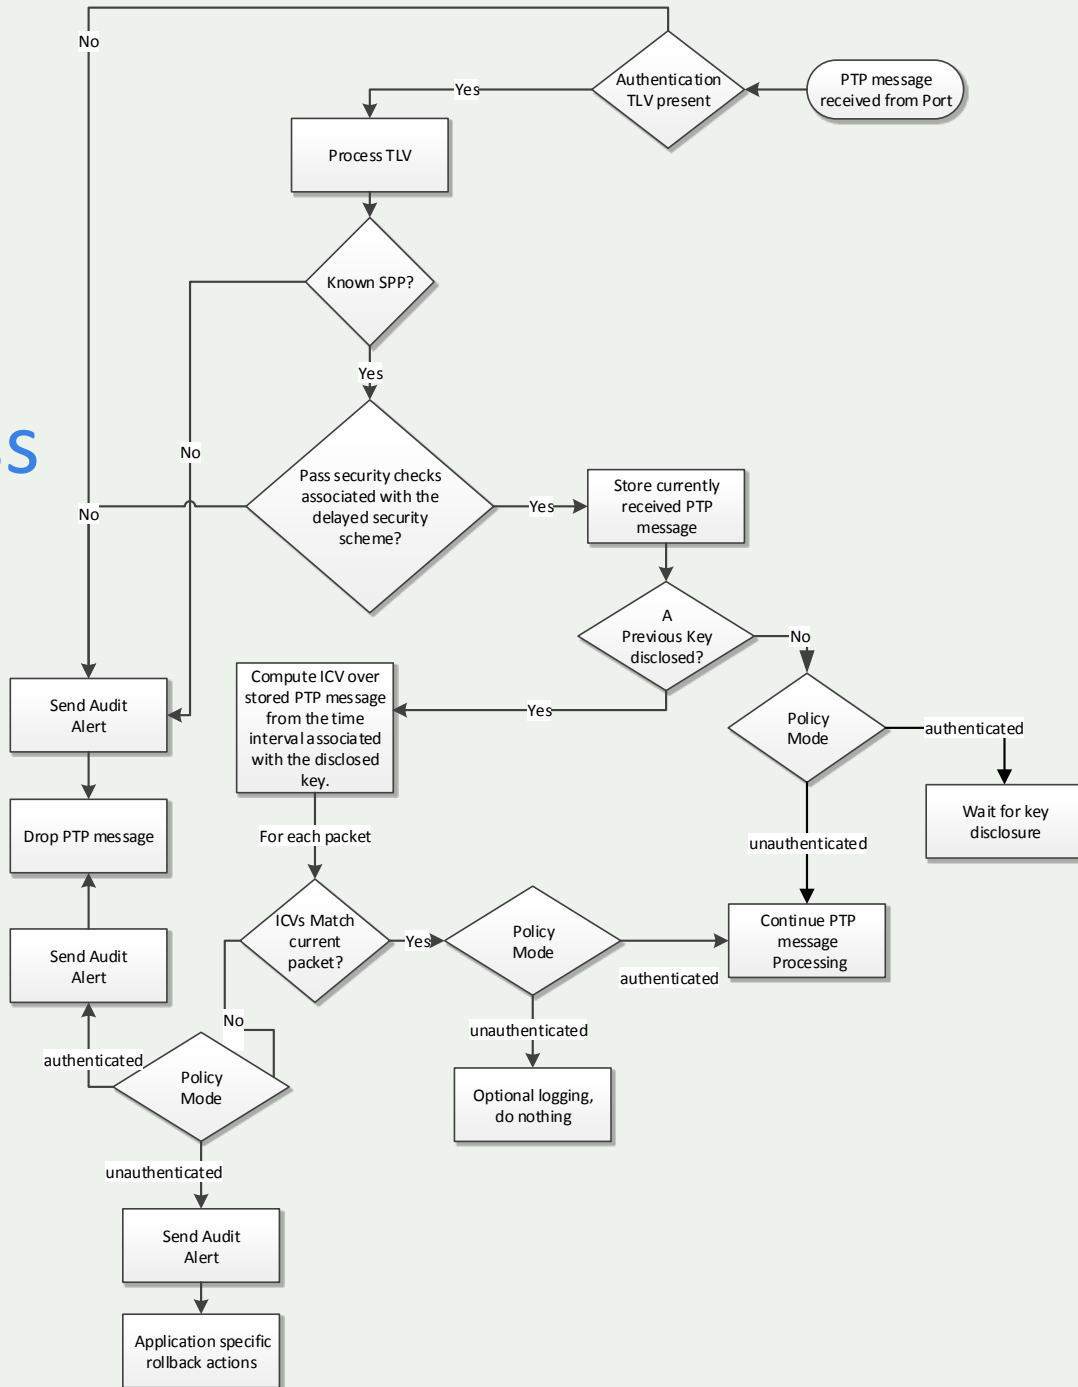 No
Authentication
TLV present
PTP message
received from Port
Yes
Process TLV
Known SPP?
Yes
No
s
Pass security checks
associated with the
delayed security
scheme?
No
Yes
Store currently
received PTP
message
A
Previous Key
disclosed?
No
Yes
Compute ICV over
stored PTP message
from the time
interval associated
with the disclosed
key.
Send Audit
Alert
Policy
Mode
authenticated
Wait for key
disclosure
unauthenticated
Drop PTP message
For each packet
ICVs Match
current
packet?
Yes
Policy
Mode
authenticated
Continue PTP
message
Processing
Send Audit
Alert
No
unauthenticated
Optional logging,
do nothing
authenticated
Policy
Mode
unauthenticated
Send Audit
Alert
Application specific
rollback actions